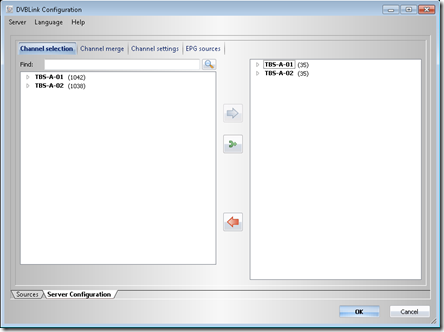 DVBLink Configuration
Server Language Help
Channel selection Channel merge Channel settings EPG sources
Find:
TBS-A-01 (1042)
TBS-A-02 (1038)
TBS-A-01 (35)
TBS-A-02 (35)
Sources Server Configuration
OK Cancel